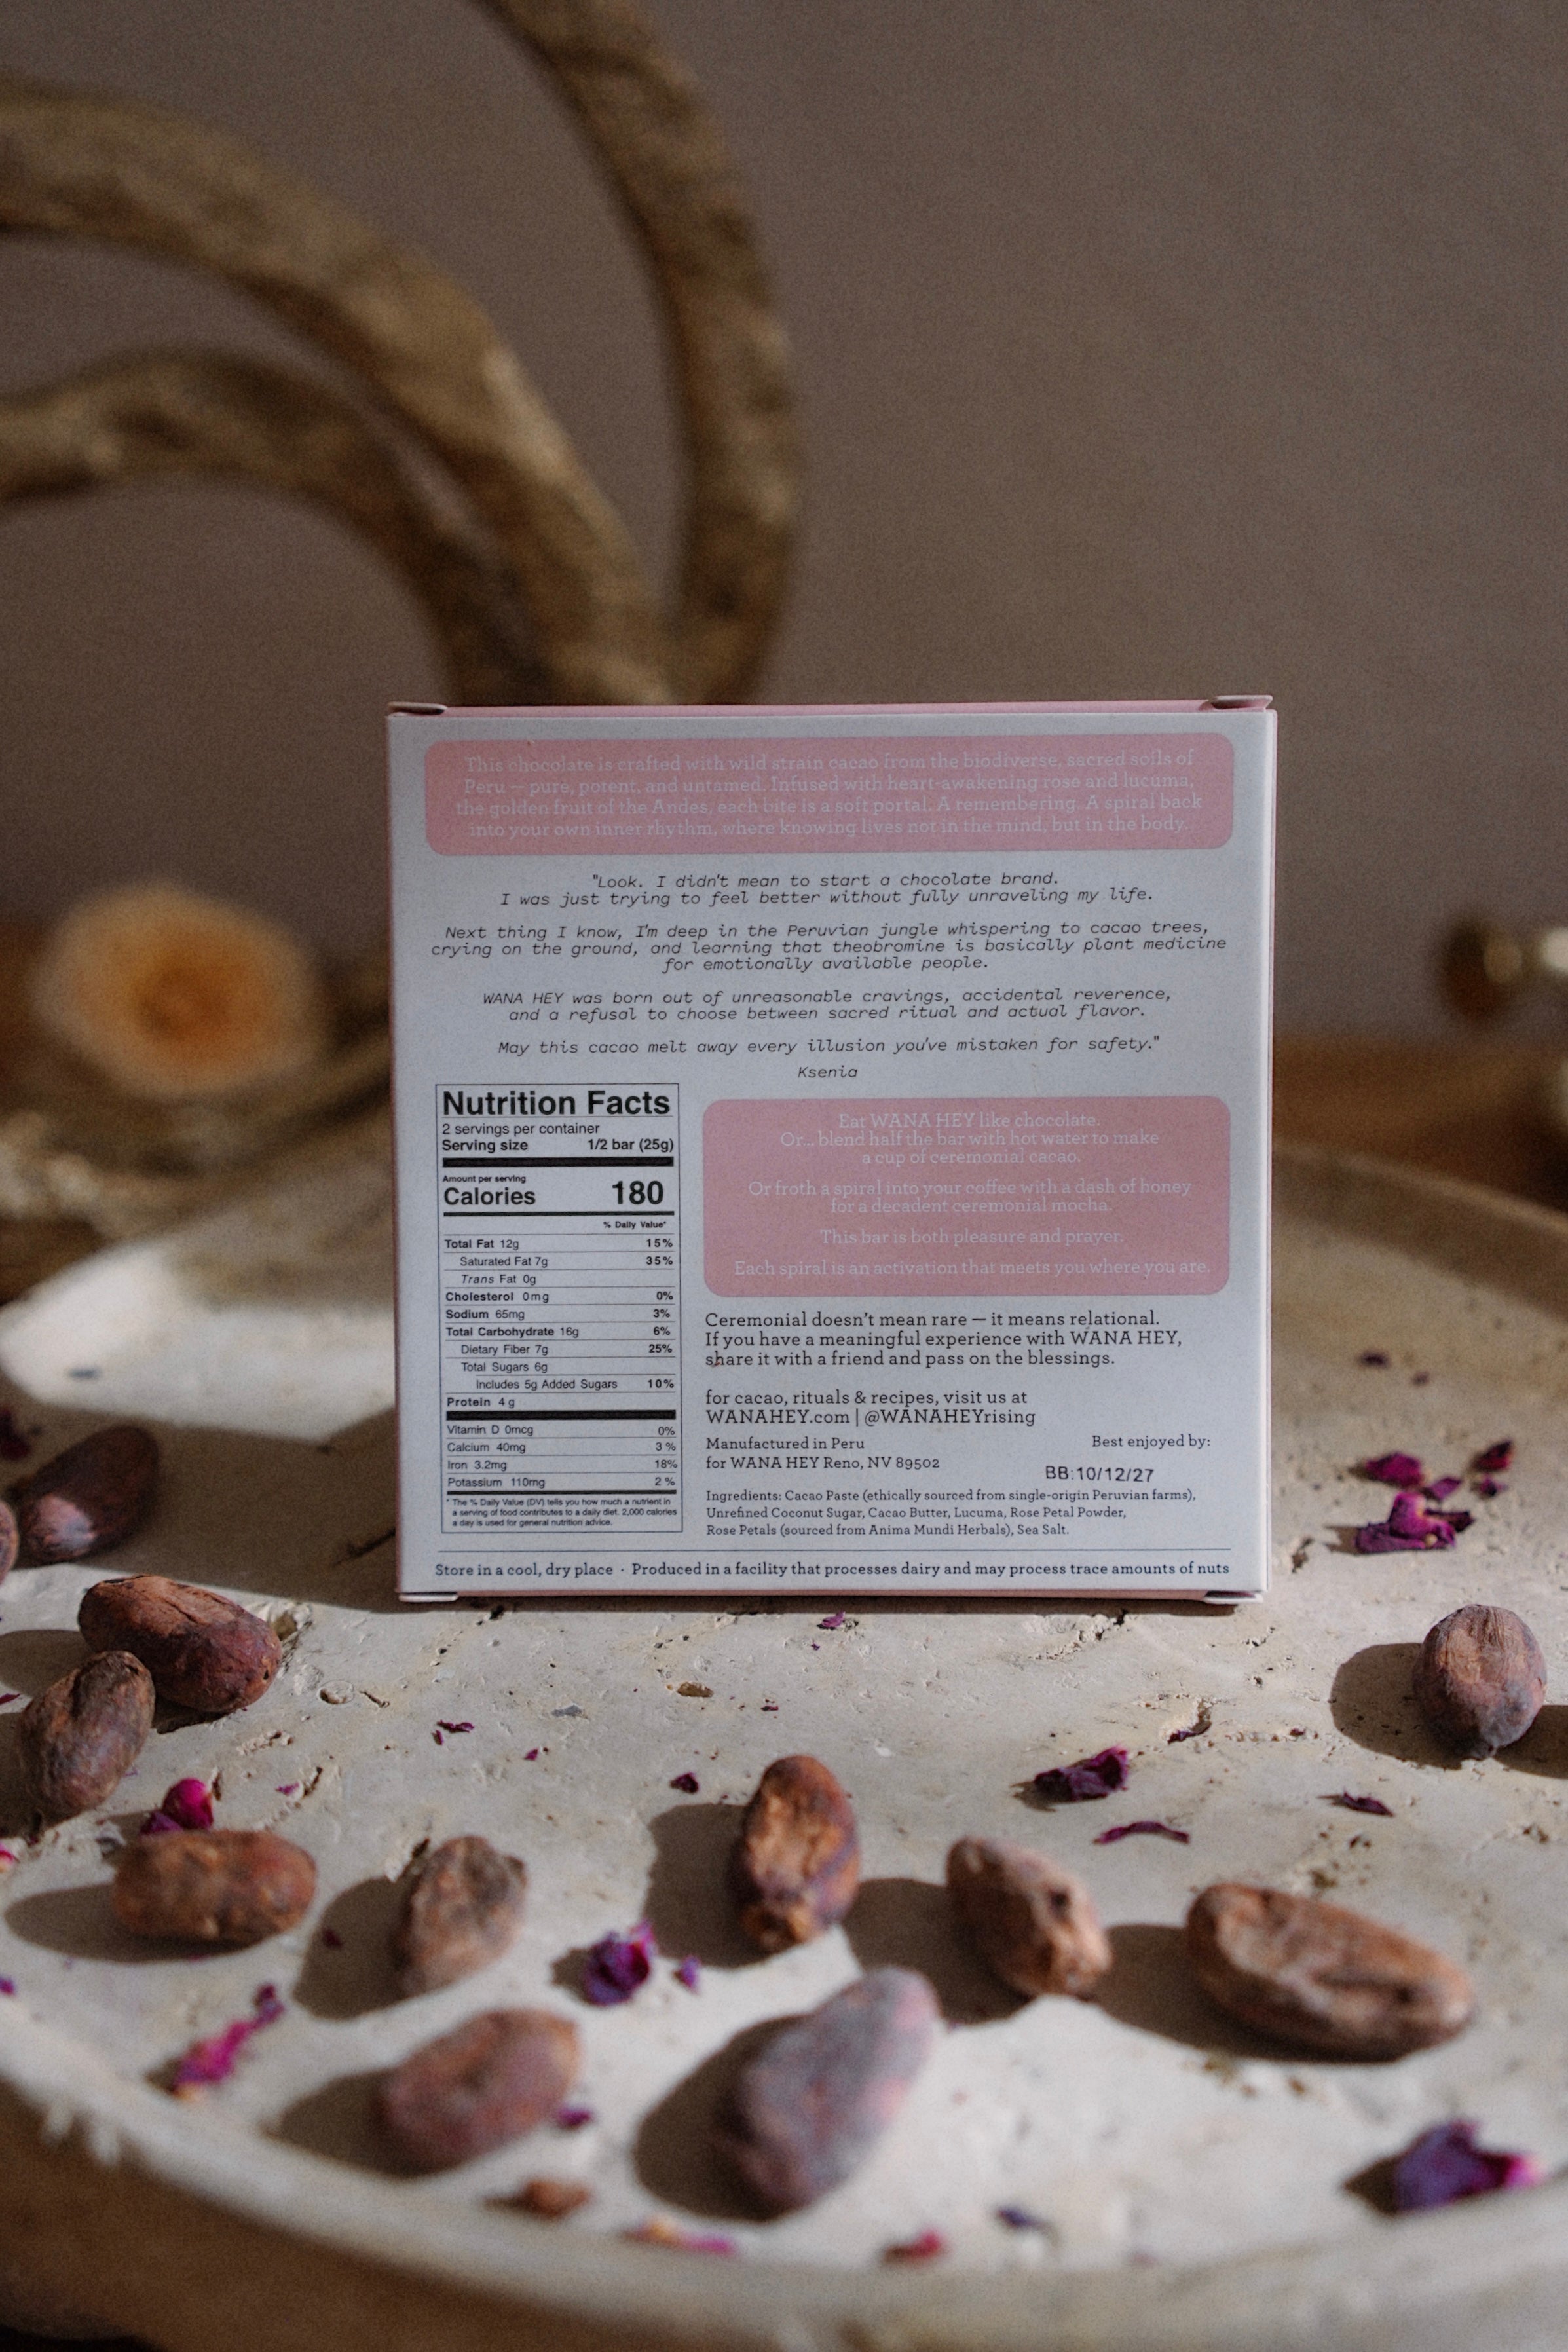 This chocolate is crafted with wild strain cacao from the biodiverse, sacred soils of
Peru — pure, potent, and untamed. Infused with heart-awakening rose and lucuma,
the golden fruit of the Andes, each bite is a soft portal. A remembering. A spiral back
into your own inner rhythm, where knowing lives not in the mind, but in the body.
"Look. I didn't mean to start a chocolate brand.
I was just trying to feel better without fully unraveling my life.
Next thing I know, I'm deep in the Peruvian jungle whispering to cacao trees,
crying on the ground, and learning that theobromine is basically plant medicine
for emotionally available people.
WANA HEY was born out of unreasonable cravings, accidental reverence,
and a refusal to choose between sacred ritual and actual flavor.
May this cacao melt away every illusion you've mistaken for safety."
Ksenia
Nutrition Facts
2 servings per container
Serving size 1/2 bar (25g)
Amount per serving
Calories 180
% Daily Value*
Total Fat 12g 15%
Saturated Fat 7g 35%
Trans Fat 0g
Cholesterol 0mg 0%
Sodium 65mg 3%
Total Carbohydrate 16g 6%
Dietary Fiber 7g 25%
Total Sugars 6g
Includes 5g Added Sugars 10%
Protein 4 g
Vitamin D 0mcg 0%
Calcium 40mg 3 %
Iron 3.2mg 18%
Potassium 110mg 2 %
* The % Daily Value (DV) tells you how much a nutrient in
a serving of food contributes to a daily diet. 2,000 calories
a day is used for general nutrition advice.
Eat WANA HEY like chocolate.
Or... blend half the bar with hot water to make
a cup of ceremonial cacao.
Or froth a spiral into your coffee with a dash of honey
for a decadent ceremonial mocha.
This bar is both pleasure and prayer.
Each spiral is an activation that meets you where you are.
Ceremonial doesn't mean rare — it means relational.
If you have a meaningful experience with WANA HEY,
share it with a friend and pass on the blessings.
for cacao, rituals & recipes, visit us at
WANAHEY.com | @WANAHEYrising
Manufactured in Peru
for WANA HEY Reno, NV 89502
Best enjoyed by:
BB:10/12/27
Ingredients: Cacao Paste (ethically sourced from single-origin Peruvian farms),
Unrefined Coconut Sugar, Cacao Butter, Lucuma, Rose Petal Powder,
Rose Petals (sourced from Anima Mundi Herbals), Sea Salt.
Store in a cool, dry place · Produced in a facility that processes dairy and may process trace amounts of nuts